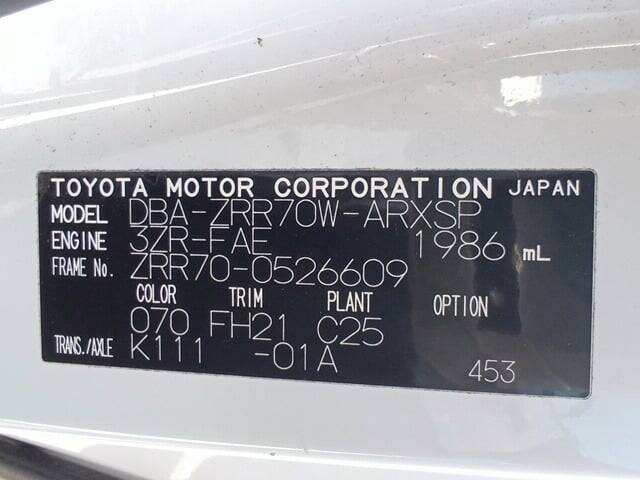 TOYOTA MOTOR CORPORATION JAPAN
MODEL DBA-ZRR70W-ARXSP
ENGINE 3ZR-FAE 1986 mL
FRAME No. ZRR70-0526609
COLOR TRIM PLANT OPTION
070 FH21 C25
TRANS./AXLE K111 -01A
453